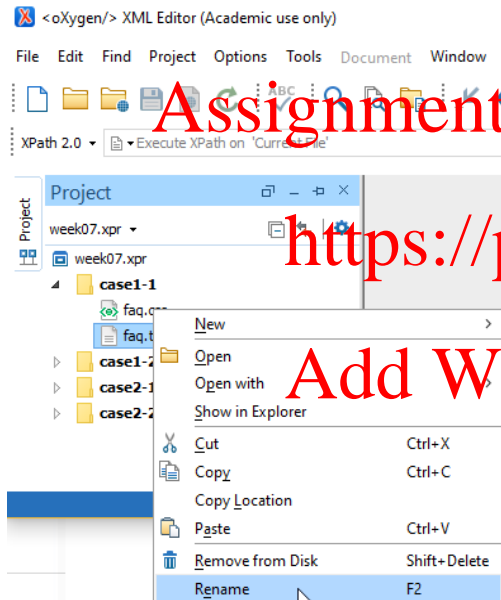 <oXygen/> XML Editor (Academic use only)
File Edit Find Project Options Tools Document Window
Assignment
XPath 2.0 Execute XPath on 'Current File'
Project
Project
week07.xpr
https://p
week07.xpr
case1-1
faq.css
faq.t
case1-2
case2-1
case2-2
New
Open
Open with
Add W
Show in Explorer
Cut Ctrl+X
Copy Ctrl+C
Copy Location
Paste Ctrl+V
Remove from Disk Shift+Delete
Rename F2